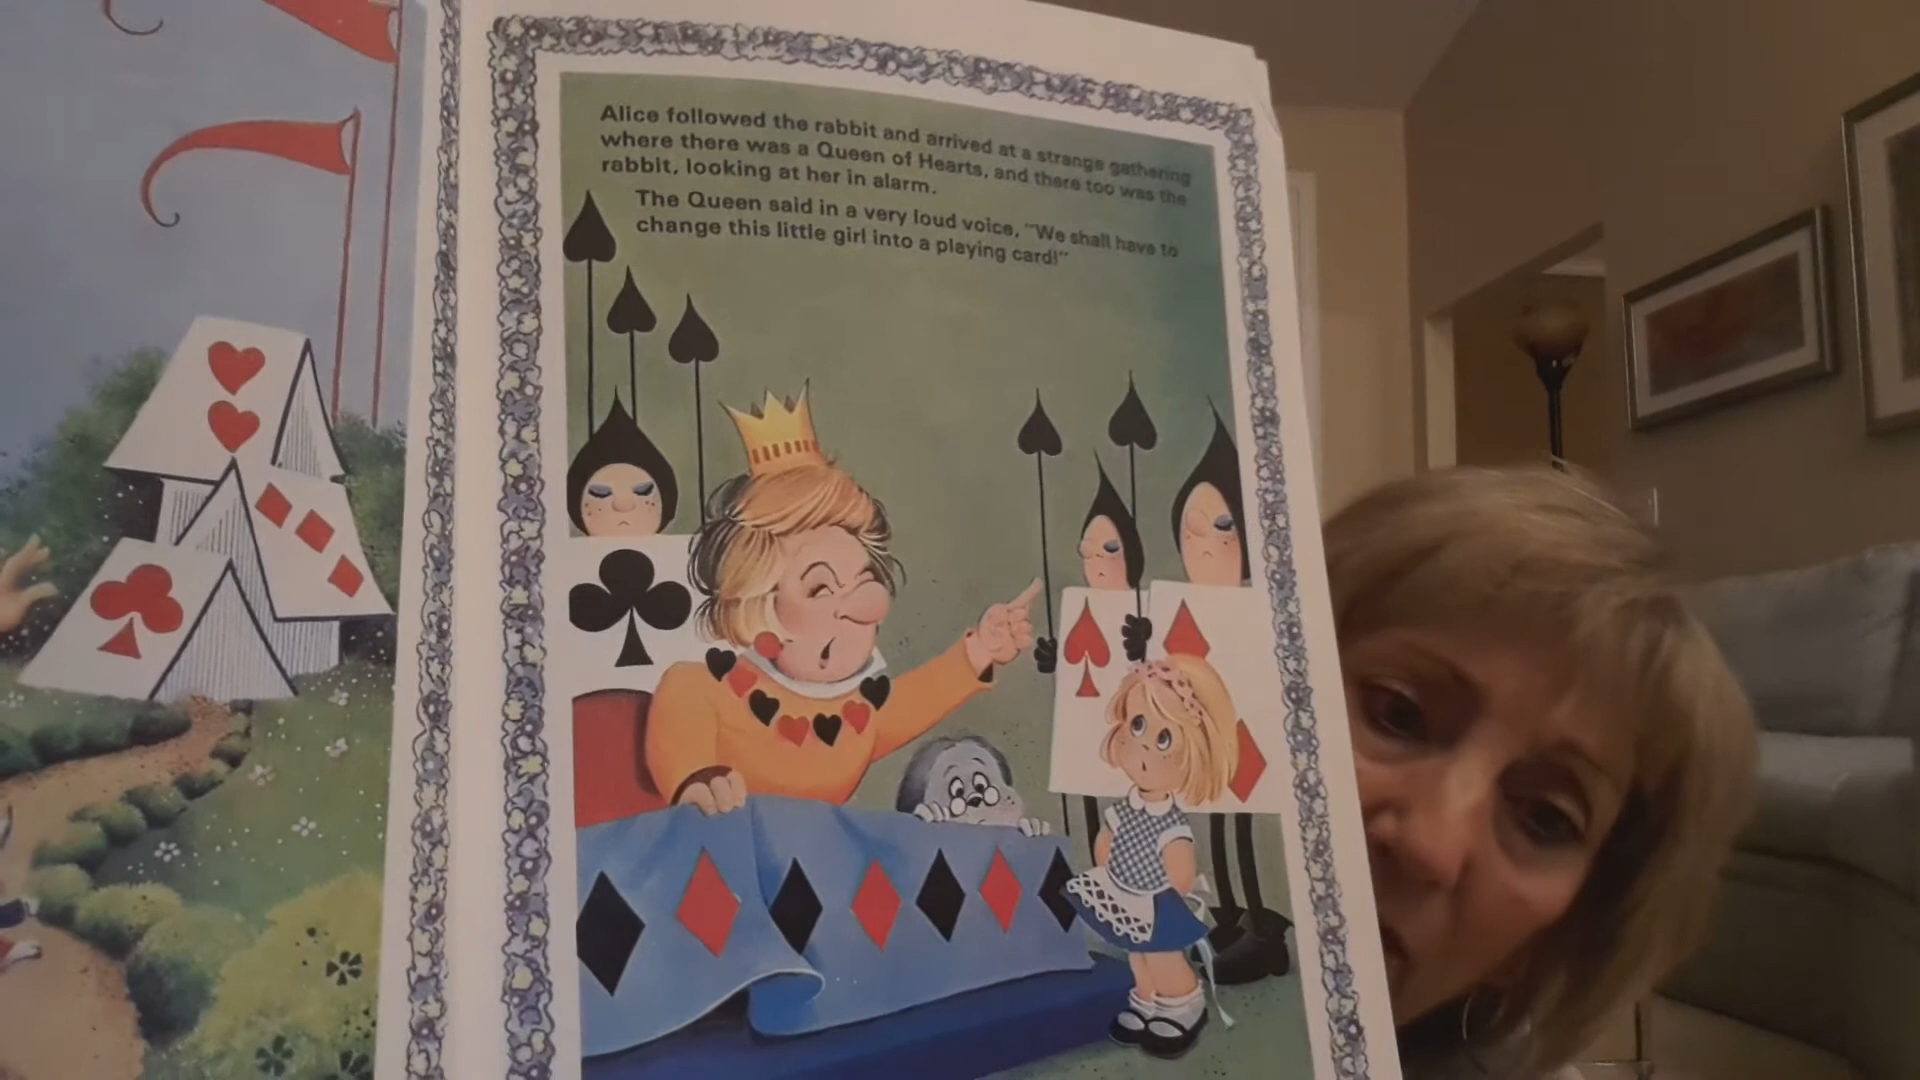 Alice followed the rabbit and arrived at a strange gathering
where there was a Queen of Hearts, and there too was the
rabbit, looking at her in alarm.
The Queen said in a very loud voice, "We shall have to
change this little girl into a playing card!"